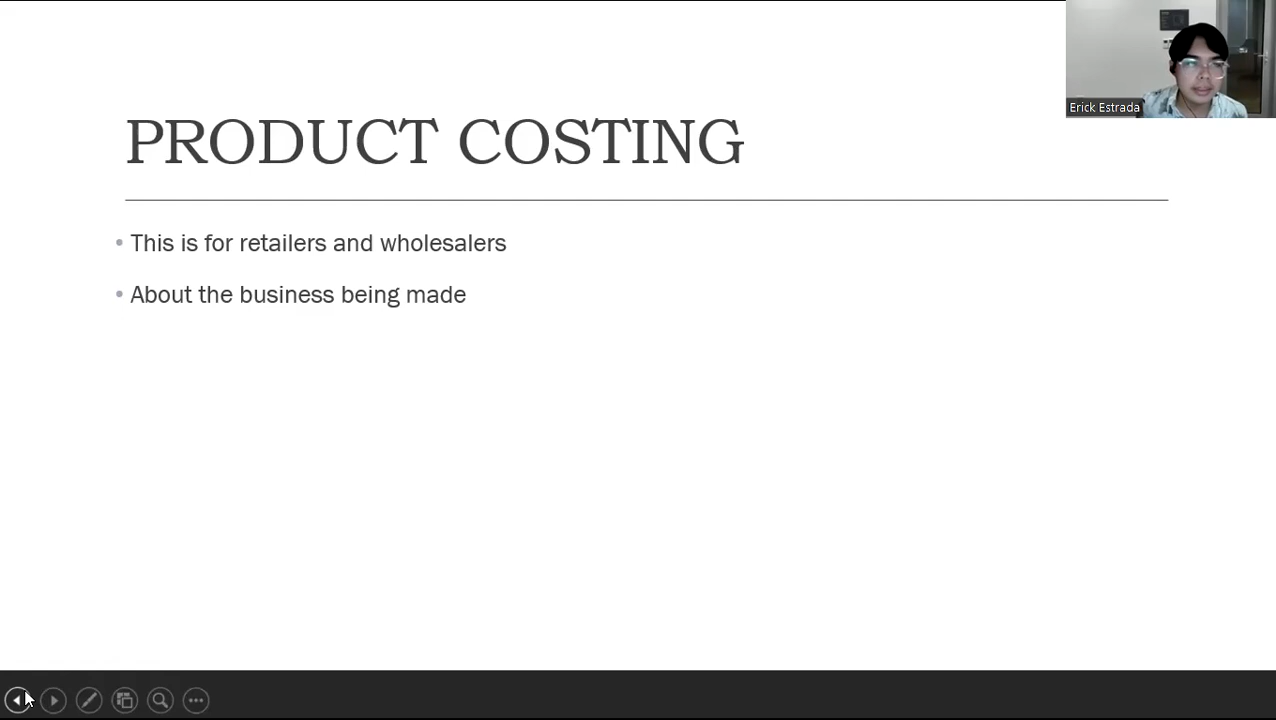 Erick Estrada
PRODUCT COSTING
• This is for retailers and wholesalers
• About the business being made